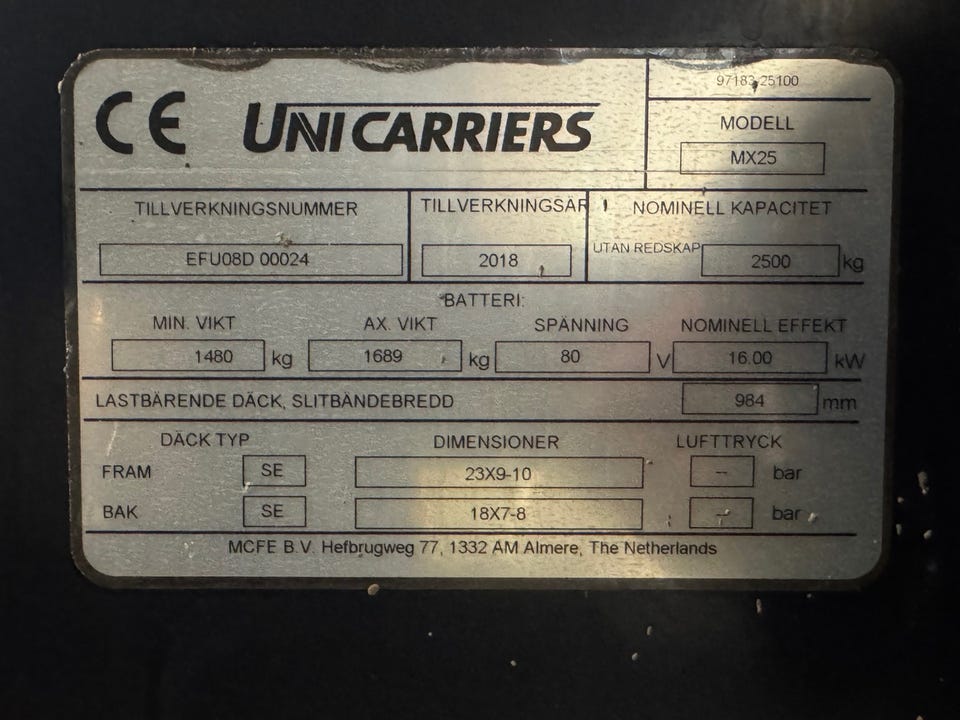 97183-25100
CE UNICARRIERS
MODELL
MX25
TILLVERKNINGSNUMMER TILLVERKNINGSÅR NOMINELL KAPACITET
EFU08D 00024 2018 UTAN REDSKAP 2500 kg
BATTERI:
MIN. VIKT AX. VIKT SPÄNNING NOMINELL EFFEKT
1480 kg 1689 kg 80 V 16.00 kW
LASTBÄRENDE DÄCK, SLITBANDEBREDD 984 mm
DÄCK TYP DIMENSIONER LUFTTRYCK
FRAM SE 23X9-10 -- bar
BAK SE 18X7-8 -- bar
MCFE B.V. Hefbrugweg 77, 1332 AM Almere, The Netherlands